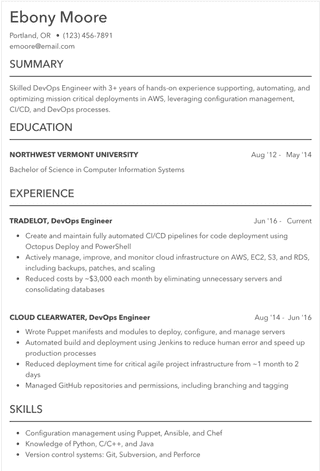 Ebony Moore
Portland, OR • (123) 456-7891
emoore@email.com
SUMMARY
Skilled DevOps Engineer with 3+ years of hands-on experience supporting, automating, and
optimizing mission critical deployments in AWS, leveraging configuration management,
CI/CD, and DevOps processes.
EDUCATION
NORTHWEST VERMONT UNIVERSITY Aug '12 - May '14
Bachelor of Science in Computer Information Systems
EXPERIENCE
TRADELOT, DevOps Engineer Jun '16 - Current
• Create and maintain fully automated CI/CD pipelines for code deployment using
Octopus Deploy and PowerShell
• Actively manage, improve, and monitor cloud infrastructure on AWS, EC2, S3, and RDS,
including backups, patches, and scaling
• Reduced costs by ~$3,000 each month by eliminating unnecessary servers and
consolidating databases
CLOUD CLEARWATER, DevOps Engineer Aug '14 - Jun '16
• Wrote Puppet manifests and modules to deploy, configure, and manage servers
• Automated build and deployment using Jenkins to reduce human error and speed up
production processes
• Reduced deployment time for critical agile project infrastructure from ~1 month to 2
days
• Managed GitHub repositories and permissions, including branching and tagging
SKILLS
• Configuration management using Puppet, Ansible, and Chef
• Knowledge of Python, C/C++, and Java
• Version control systems: Git, Subversion, and Perforce